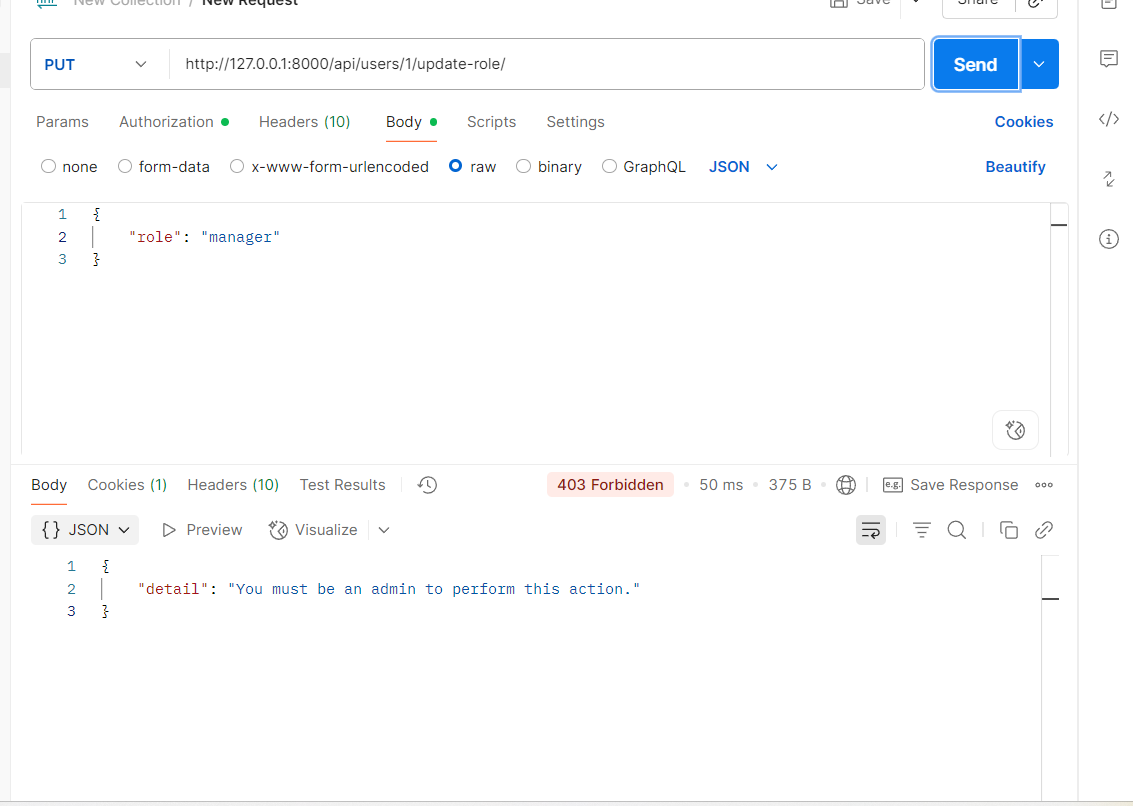 New Collection / New Request
Save
Share
PUT
http://127.0.0.1:8000/api/users/1/update-role/
Send
Params Authorization Headers (10) Body Scripts Settings Cookies
none form-data x-www-form-urlencoded raw binary GraphQL JSON Beautify
1 {
2 "role": "manager"
3 }
Body Cookies (1) Headers (10) Test Results 403 Forbidden 50 ms 375 B e.g. Save Response
{} JSON Preview Visualize
1 {
2 "detail": "You must be an admin to perform this action."
3 }